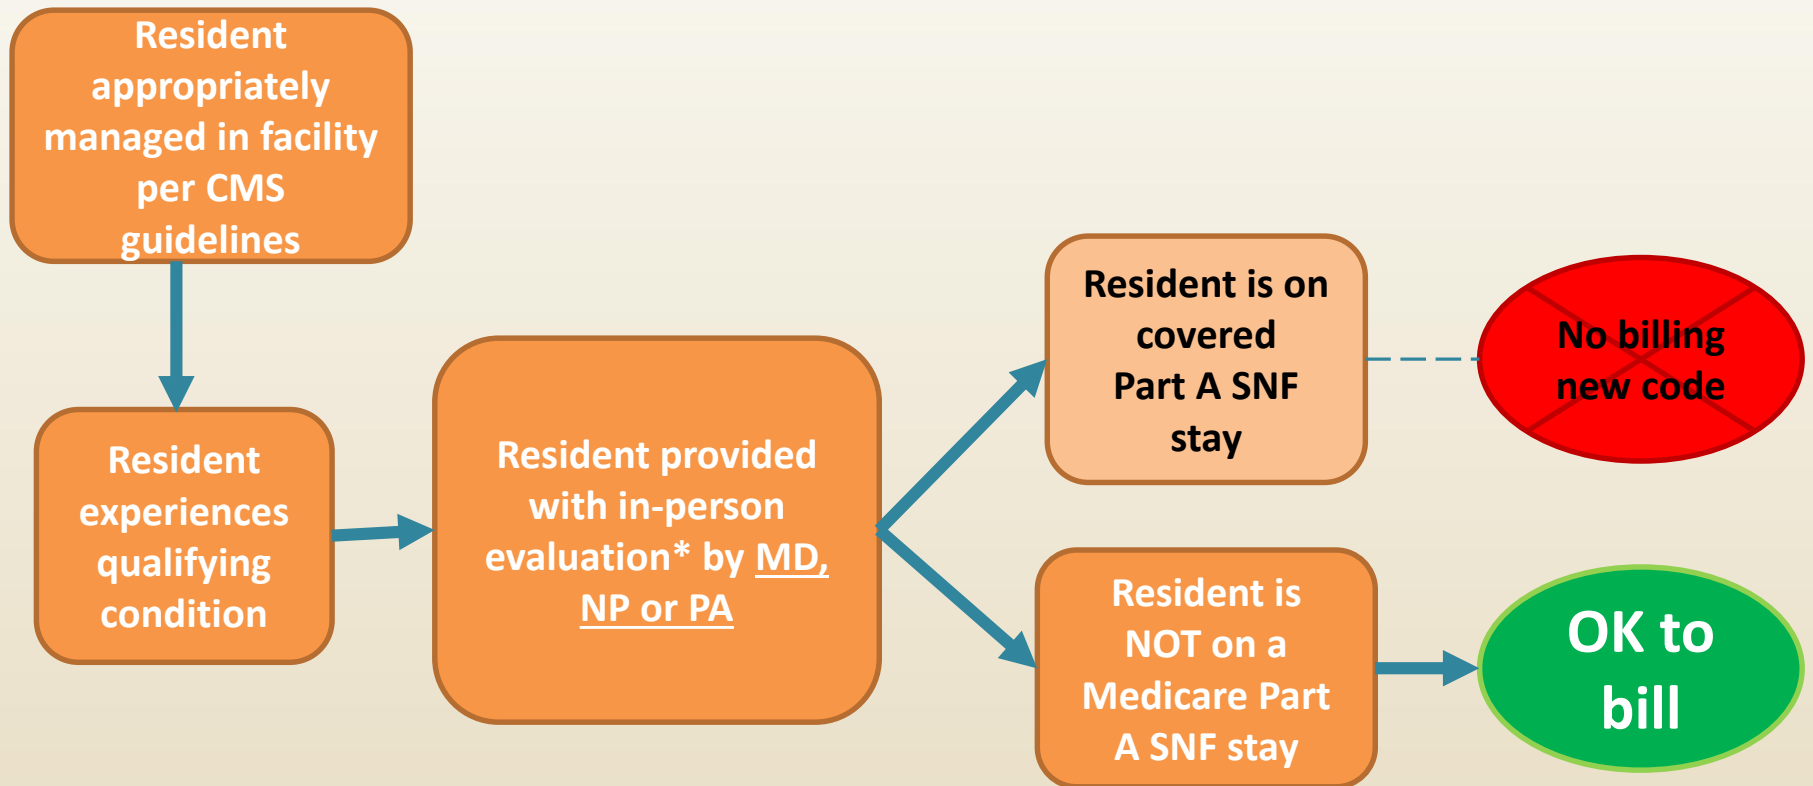 Resident
appropriately
managed in facility
per CMS
guidelines
Resident
experiences
qualifying
condition
Resident provided
with in-person
evaluation* by MD,
NP or PA
Resident is on
covered
Part A SNF
stay
No billing
new code
Resident is
NOT on a
Medicare Part
A SNF stay
OK to
bill